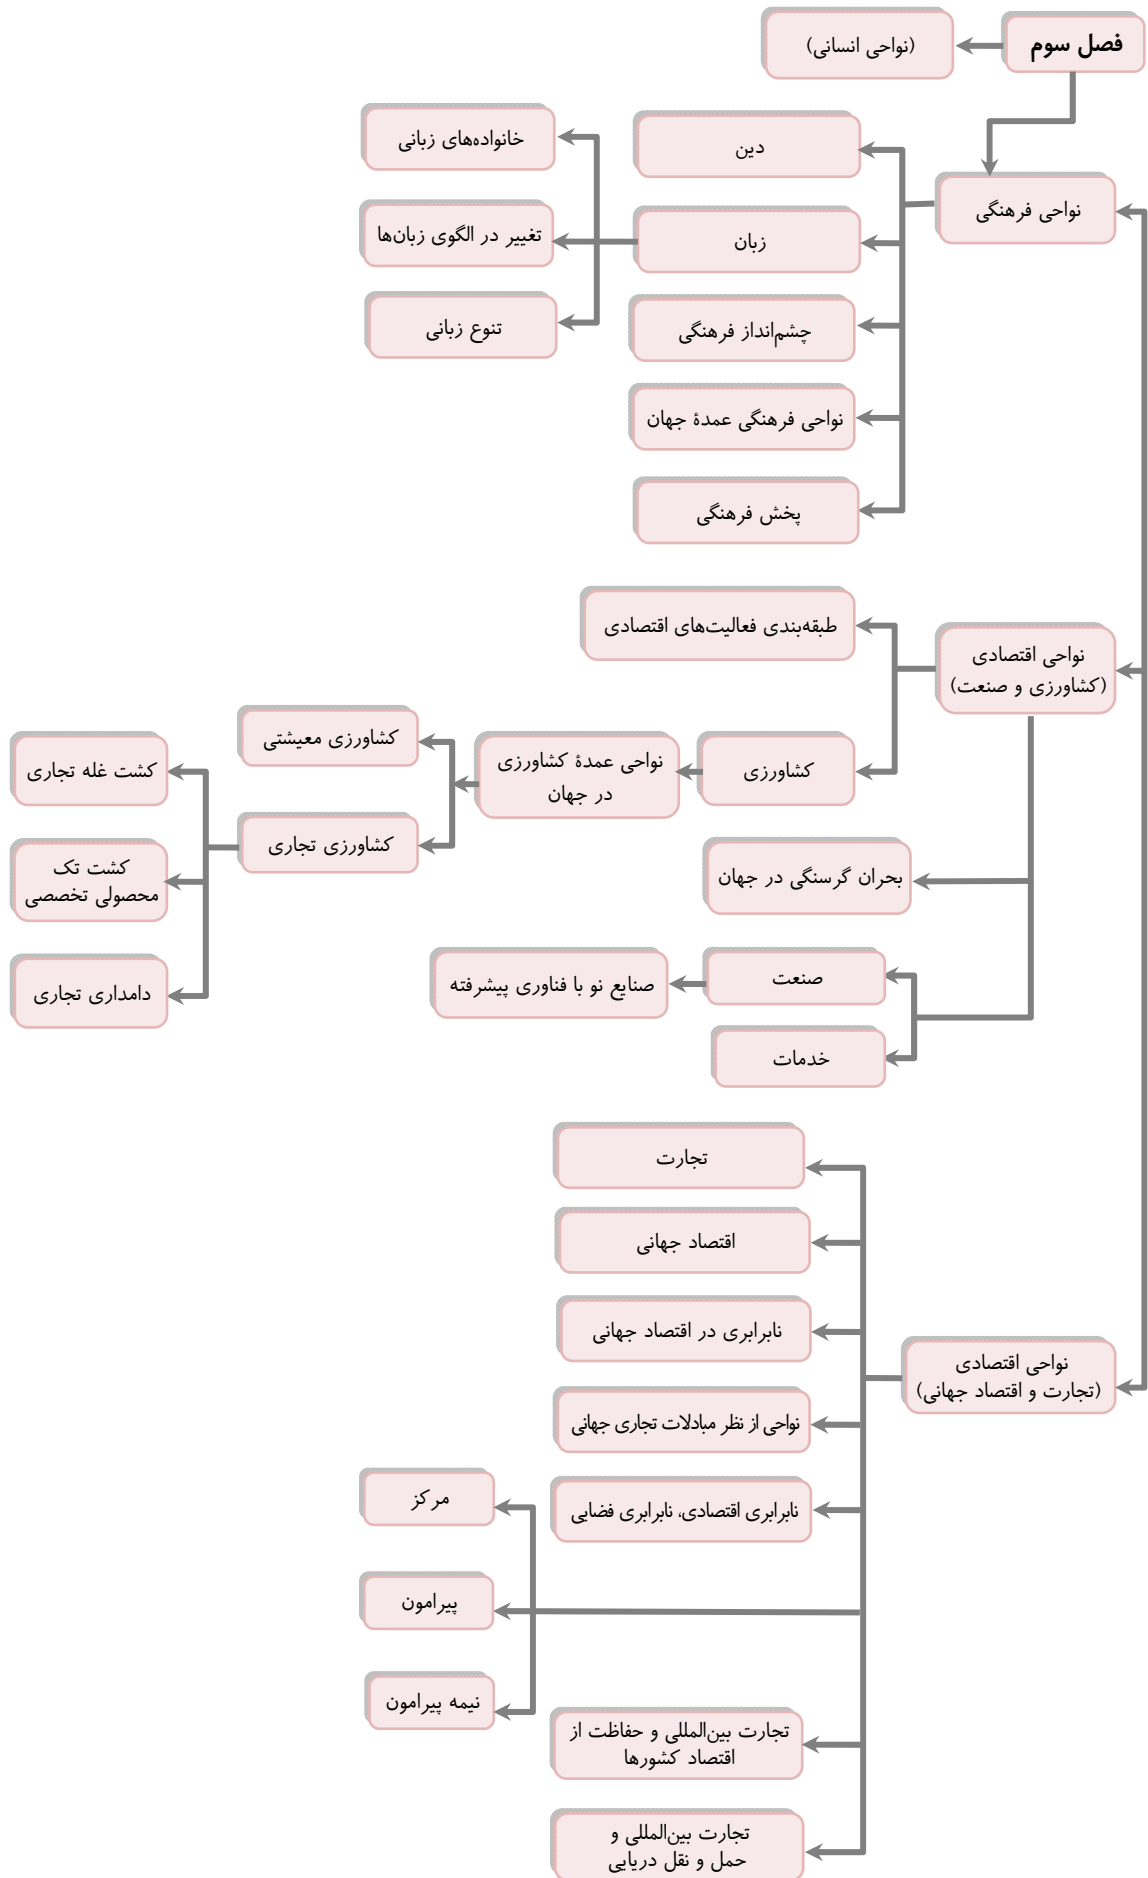 فصل سوم
(نواحی انسانی)
نواحی فرهنگی
دین
زبان
خانواده‌های زبانی
تغییر در الگوی زبان‌ها
تنوع زبانی
چشم‌انداز فرهنگی
نواحی فرهنگی عمدۀ جهان
پخش فرهنگی
نواحی اقتصادی
(کشاورزی و صنعت)
طبقه‌بندی فعالیت‌های اقتصادی
کشاورزی
نواحی عمدۀ کشاورزی
در جهان
کشاورزی معیشتی
کشاورزی تجاری
کشت غله تجاری
کشت تک
محصولی تخصصی
دامداری تجاری
بحران گرسنگی در جهان
صنعت
صنایع نو با فناوری پیشرفته
خدمات
نواحی اقتصادی
(تجارت و اقتصاد جهانی)
تجارت
اقتصاد جهانی
نابرابری در اقتصاد جهانی
نواحی از نظر مبادلات تجاری جهانی
نابرابری اقتصادی، نابرابری فضایی
مرکز
پیرامون
نیمه پیرامون
تجارت بین‌المللی و حفاظت از
اقتصاد کشورها
تجارت بین‌المللی و
حمل و نقل دریایی